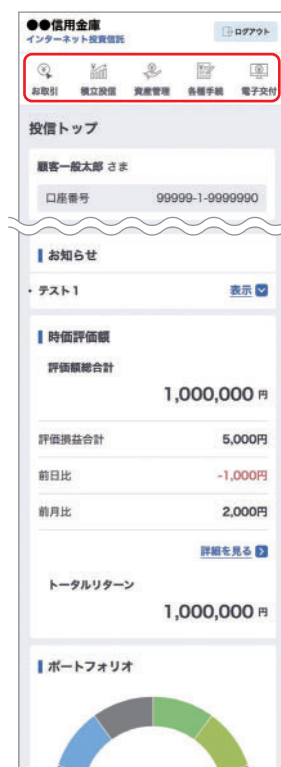 ●●信用金庫
インターネット投資信託
ログアウト
お取引 積立投信 資産管理 各種手続 電子交付
投信トップ
顧客一般太郎 さま
口座番号 99999-1-9999990
お知らせ
・テスト1 表示
時価評価額
評価額総合計
1,000,000 円
評価損益合計 5,000円
前日比 -1,000円
前月比 2,000円
詳細を見る
トータルリターン
1,000,000 円
ポートフォリオ